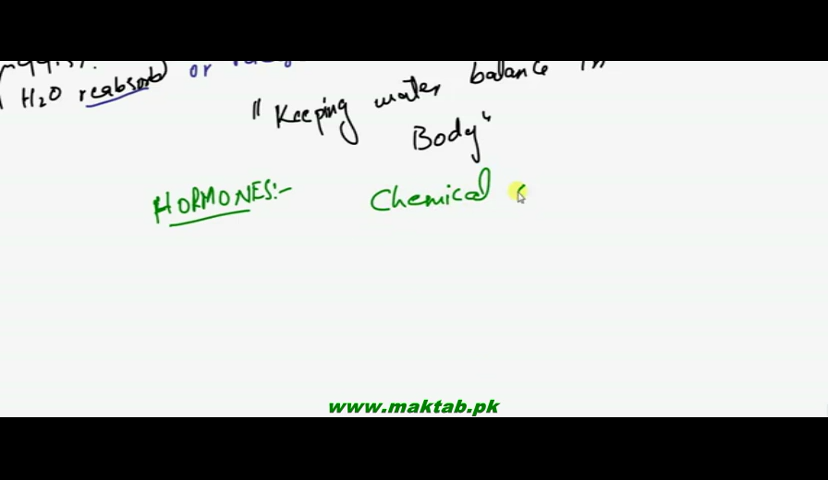 H2O reabsorb or
"Keeping water balance in
Body"
HORMONES:- Chemical
www.maktab.pk